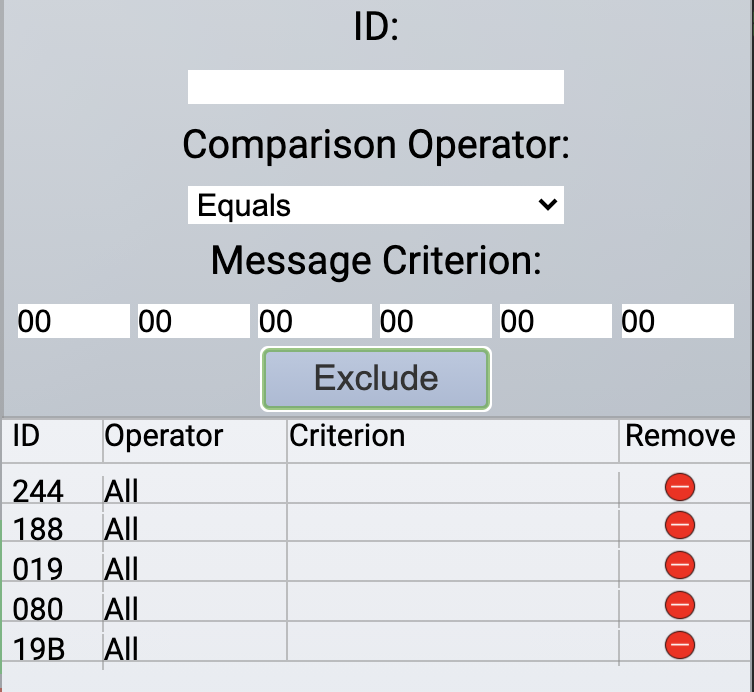 ID:
Comparison Operator:
Equals
Message Criterion:
00 00 00 00 00 00
Exclude
ID Operator Criterion Remove
244 All
188 All
019 All
080 All
19B All